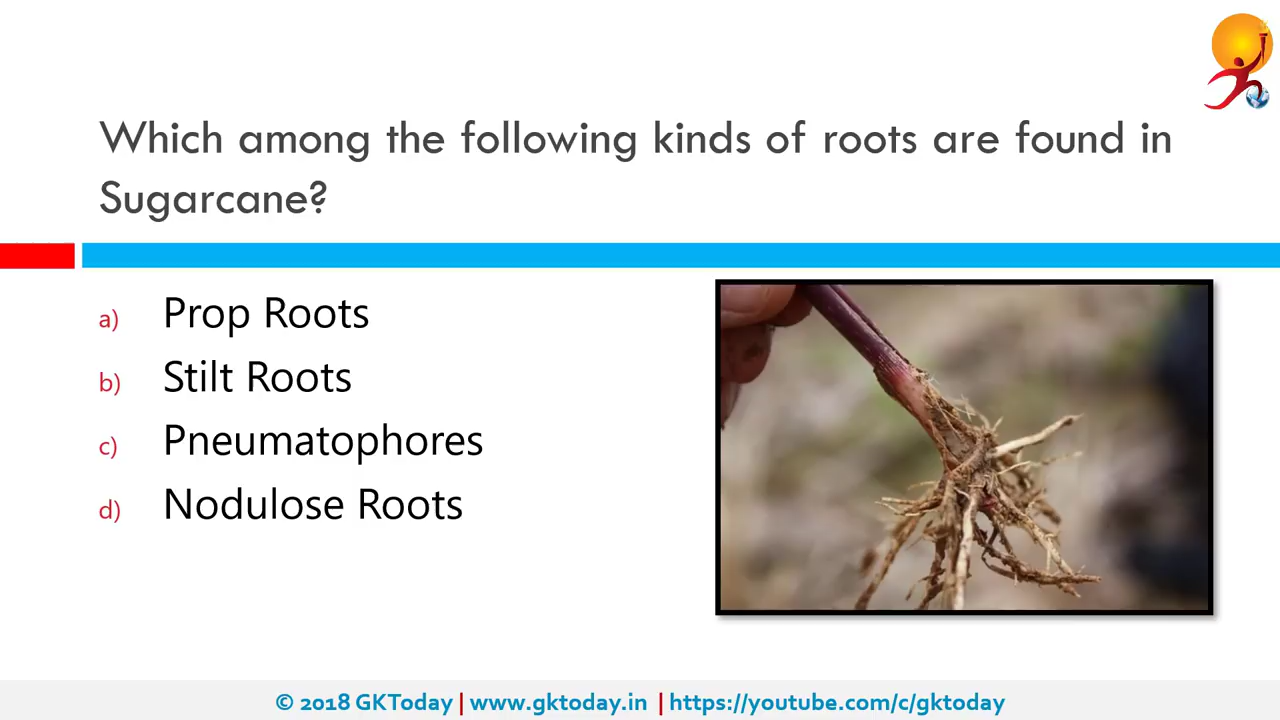 Which among the following kinds of roots are found in
Sugarcane?
a) Prop Roots
b) Stilt Roots
c) Pneumatophores
d) Nodulose Roots
© 2018 GKToday | www.gktoday.in | https://youtube.com/c/gktoday